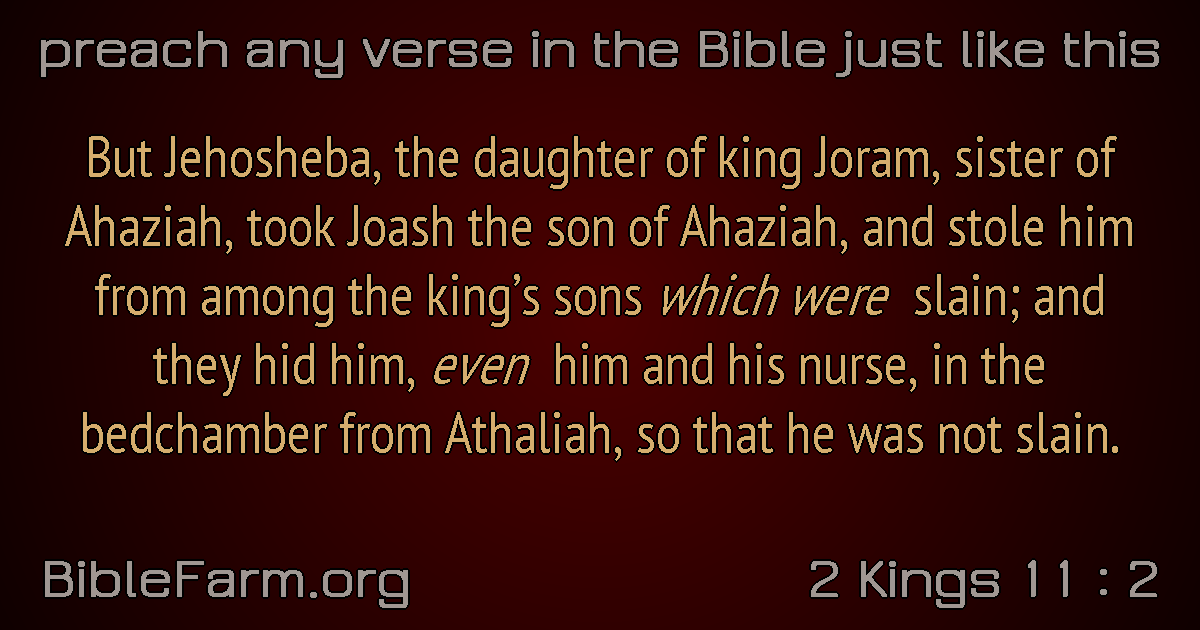 preach any verse in the Bible just like this
But Jehosheba, the daughter of king Joram, sister of
Ahaziah, took Joash the son of Ahaziah, and stole him
from among the king’s sons which were slain; and
they hid him, even him and his nurse, in the
bedchamber from Athaliah, so that he was not slain.
BibleFarm.org
2 Kings 11 : 2